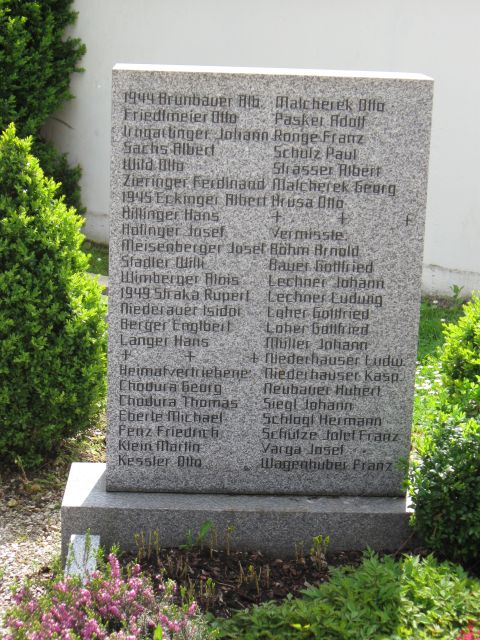 1944 Brunbauer Alb.
Friedlmeier Otto
Irngartinger Johann
Sachs Albert
Wild Otto
Zieringer Ferdinand
1945 Eckinger Albert
Hillinger Hans
Hölinger Josef
Meisenberger Josef
Stadler Willi
Wimberger Alois
1949 Straka Rupert
Niederauer Isidor
Berger Englbert
Langer Hans
+ + +
Heimatvertriebene:
Chodura Georg
Chodura Thomas
Eberle Michael
Fenz Friedrich
Klein Martin
Kessler Otto
Malcherek Otto
Pasker Adolf
Ronge Franz
Schulz Paul
Strasser Albert
Malcherek Georg
Hrusa Otto
+ + +
Vermisste:
Böhm Arnold
Bauer Gottfried
Lechner Johann
Lechner Ludwig
Loher Gottfried
Loher Gottfried
Müller Johann
Niederhauser Ludw.
Niederhauser Kasp.
Neubauer Hubert
Siegl Johann
Schlögl Hermann
Schütze Josef Franz
Varga Josef
Wagenhuber Franz